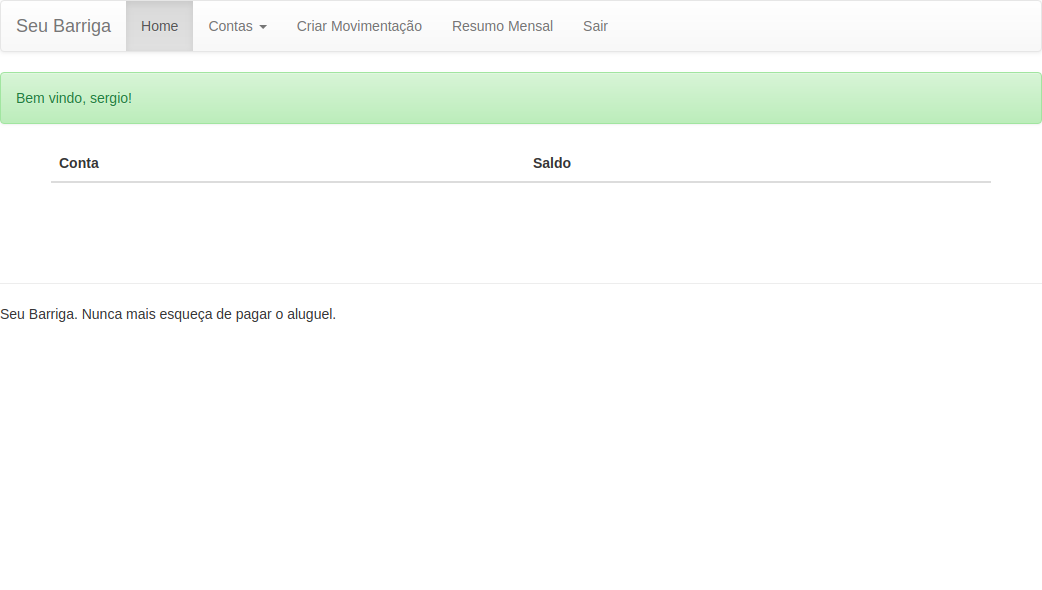 Seu Barriga Home Contas Criar Movimentação Resumo Mensal Sair
Bem vindo, sergio!
Conta Saldo
Seu Barriga. Nunca mais esqueça de pagar o aluguel.